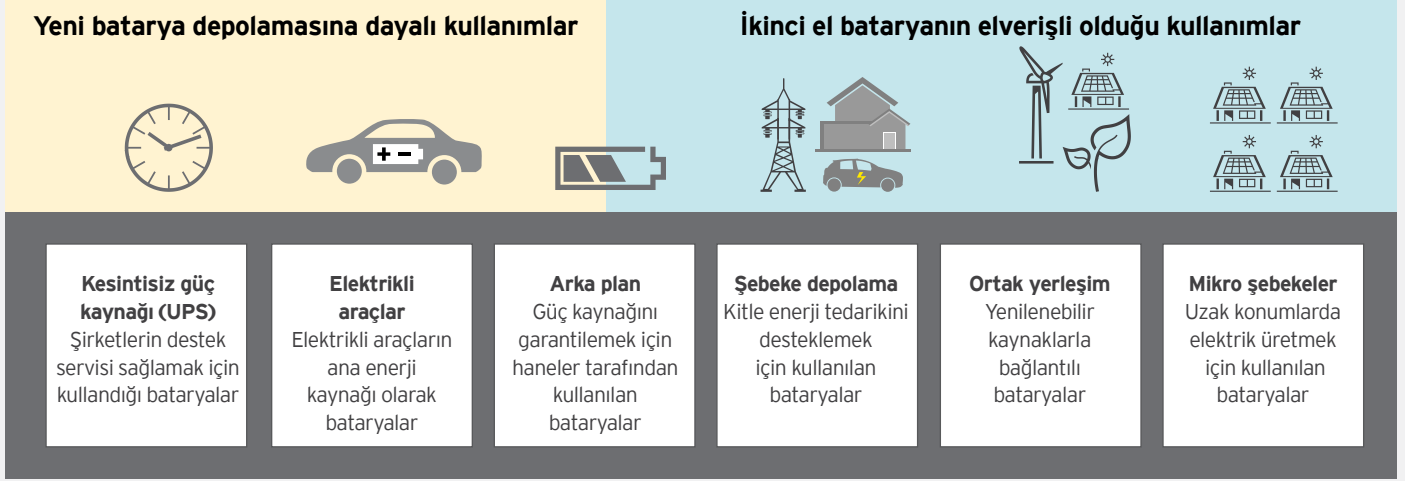 Yeni batarya depolamasına dayalı kullanımlar
İkinci el bataryanın elverişli olduğu kullanımlar
Kesintisiz güç
kaynağı (UPS)
Şirketlerin destek
servisi sağlamak için
kullandığı bataryalar
Elektrikli
araçlar
Elektrikli araçların
ana enerji
kaynağı olarak
bataryalar
Arka plan
Güç kaynağını
garantilemek için
haneler tarafından
kullanılan
bataryalar
Şebeke depolama
Kitle enerji tedarikini
desteklemek
için kullanılan
bataryalar
Ortak yerleşim
Yenilenebilir
kaynaklarla
bağlantılı
bataryalar
Mikro şebekeler
Uzak konumlarda
elektrik üretmek
için kullanılan
bataryalar